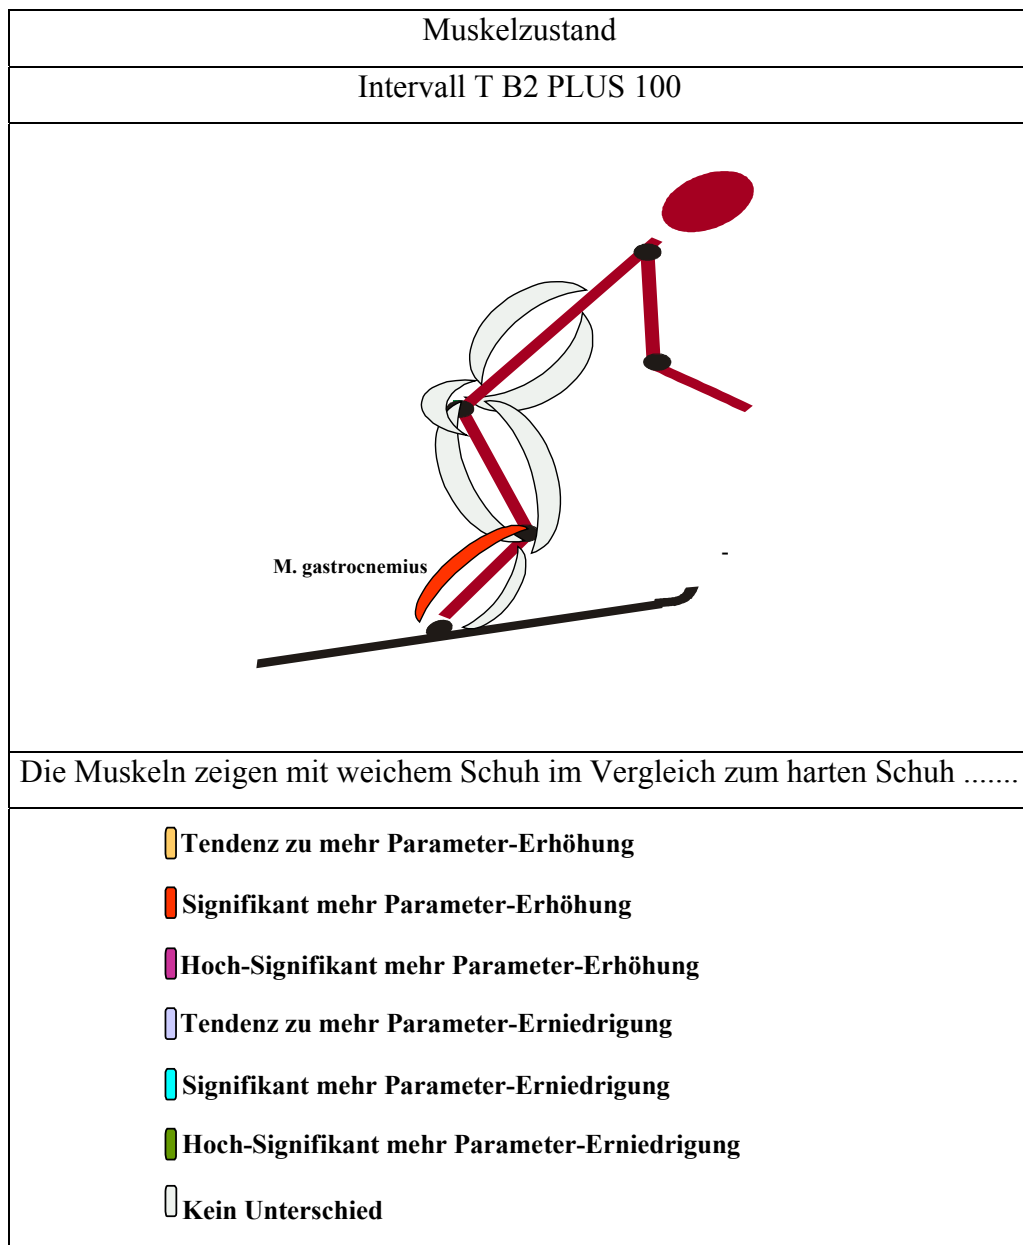 Muskelzustand
Intervall T B2 PLUS 100
M. gastrocnemius
-
Die Muskeln zeigen mit weichem Schuh im Vergleich zum harten Schuh .......
Tendenz zu mehr Parameter-Erhöhung
Signifikant mehr Parameter-Erhöhung
Hoch-Signifikant mehr Parameter-Erhöhung
Tendenz zu mehr Parameter-Erniedrigung
Signifikant mehr Parameter-Erniedrigung
Hoch-Signifikant mehr Parameter-Erniedrigung
Kein Unterschied